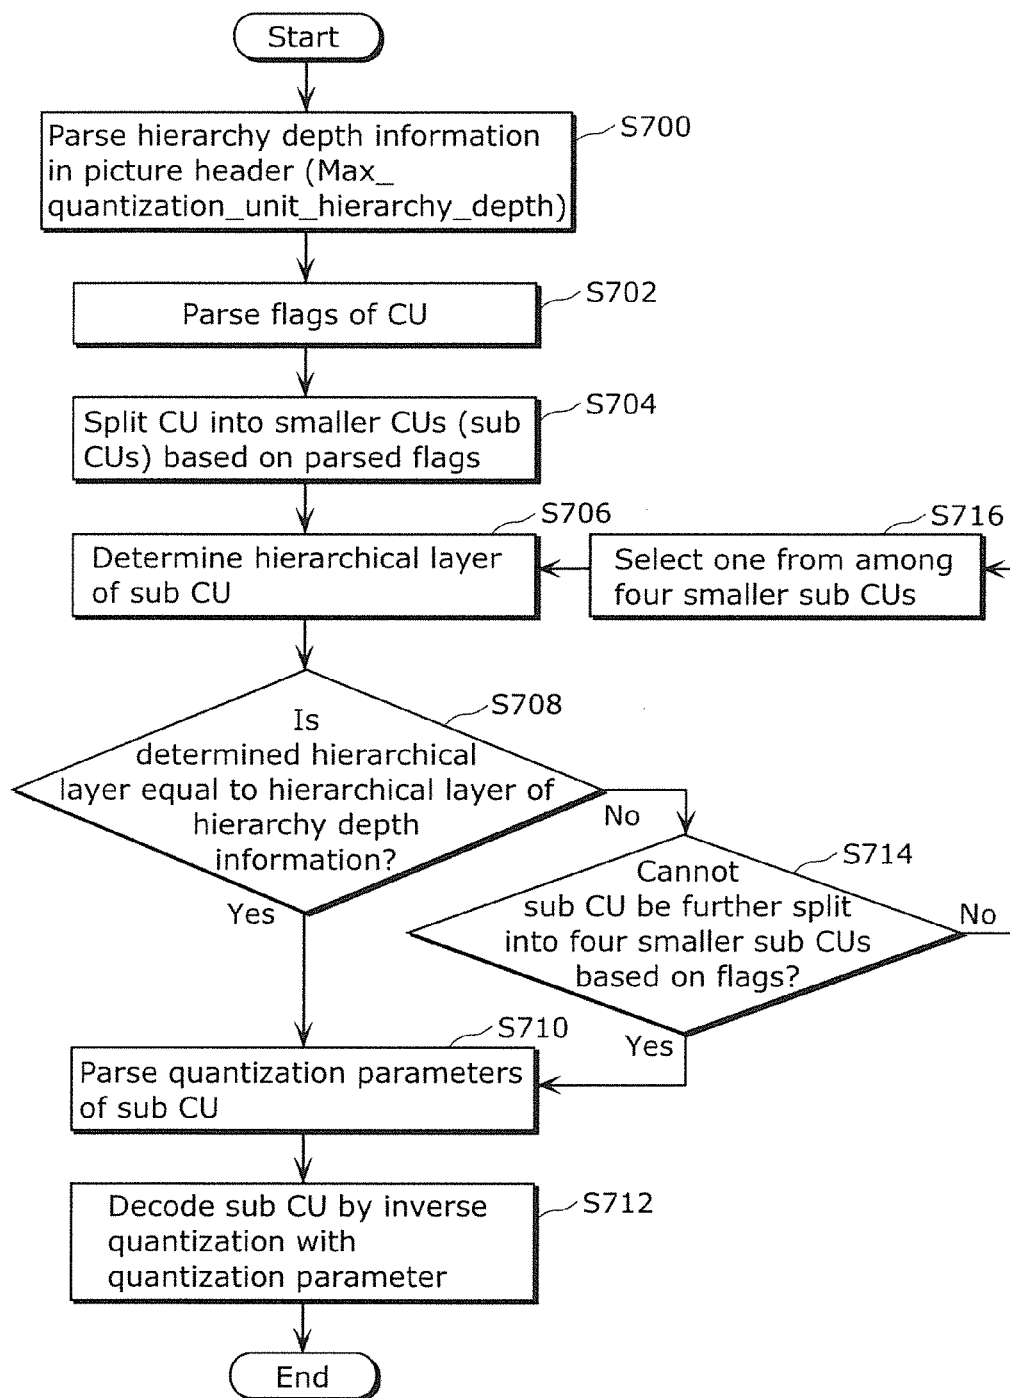 Start
S700
Parse hierarchy depth information
in picture header (Max_
quantization_unit_hierarchy_depth)
S702
Parse flags of CU
S704
Split CU into smaller CUs (sub
CUs) based on parsed flags
S706
Determine hierarchical layer
of sub CU
S716
Select one from among
four smaller sub CUs
S708
Is
determined hierarchical
layer equal to hierarchical layer of
hierarchy depth
information?
No
Yes
S714
Cannot
sub CU be further split
into four smaller sub CUs
based on flags?
No
Yes
S710
Parse quantization parameters
of sub CU
S712
Decode sub CU by inverse
quantization with
quantization parameter
End